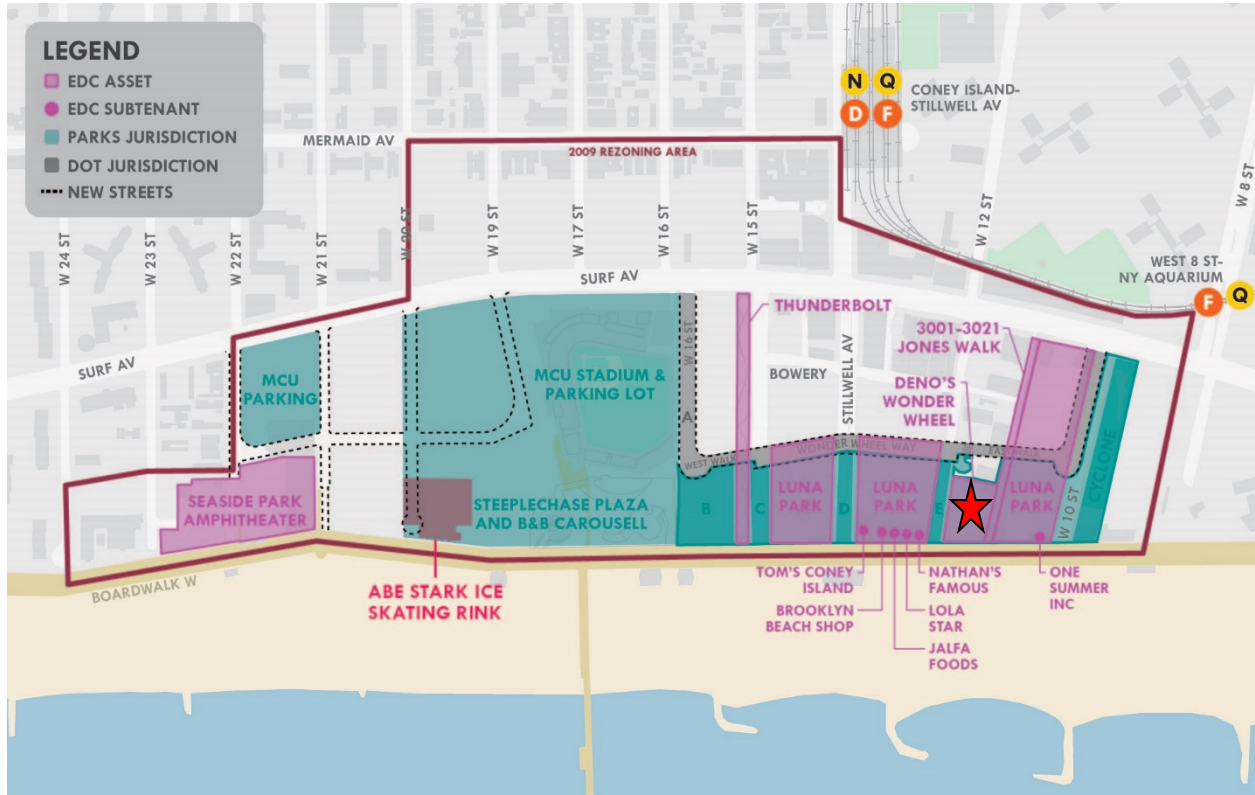 LEGEND
EDC ASSET
EDC SUBTENANT
PARKS JURISDICTION
DOT JURISDICTION
NEW STREETS
N
Q
D
F
CONEY ISLAND-
STILLWELL AV
MERMAID AV
2009 REZONING AREA
W 8 ST
W 24 ST
W 23 ST
W 22 ST
W 21 ST
W 20 ST
W 19 ST
W 17 ST
W 16 ST
W 15 ST
W 12 ST
WEST 8 ST-
NY AQUARIUM
F
Q
SURF AV
THUNDERBOLT
3001-3021
JONES WALK
W 16 ST
STILLWELL AV
SURF AV
MCU
PARKING
MCU STADIUM &
PARKING LOT
BOWERY
DENO'S
WONDER
WHEEL
A
WONDER WHEEL WAY
WEST WALK
CYCLONE
SEASIDE PARK
AMPHITHEATER
STEEPLECHASE PLAZA
AND B&B CAROUSELL
B
C
LUNA
PARK
D
LUNA
PARK
E
LUNA
PARK
W 10 ST
BOARDWALK W
ABE STARK ICE
SKATING RINK
TOM'S CONEY
ISLAND
NATHAN'S
FAMOUS
ONE
SUMMER
INC
BROOKLYN
BEACH SHOP
LOLA
STAR
JALFA
FOODS